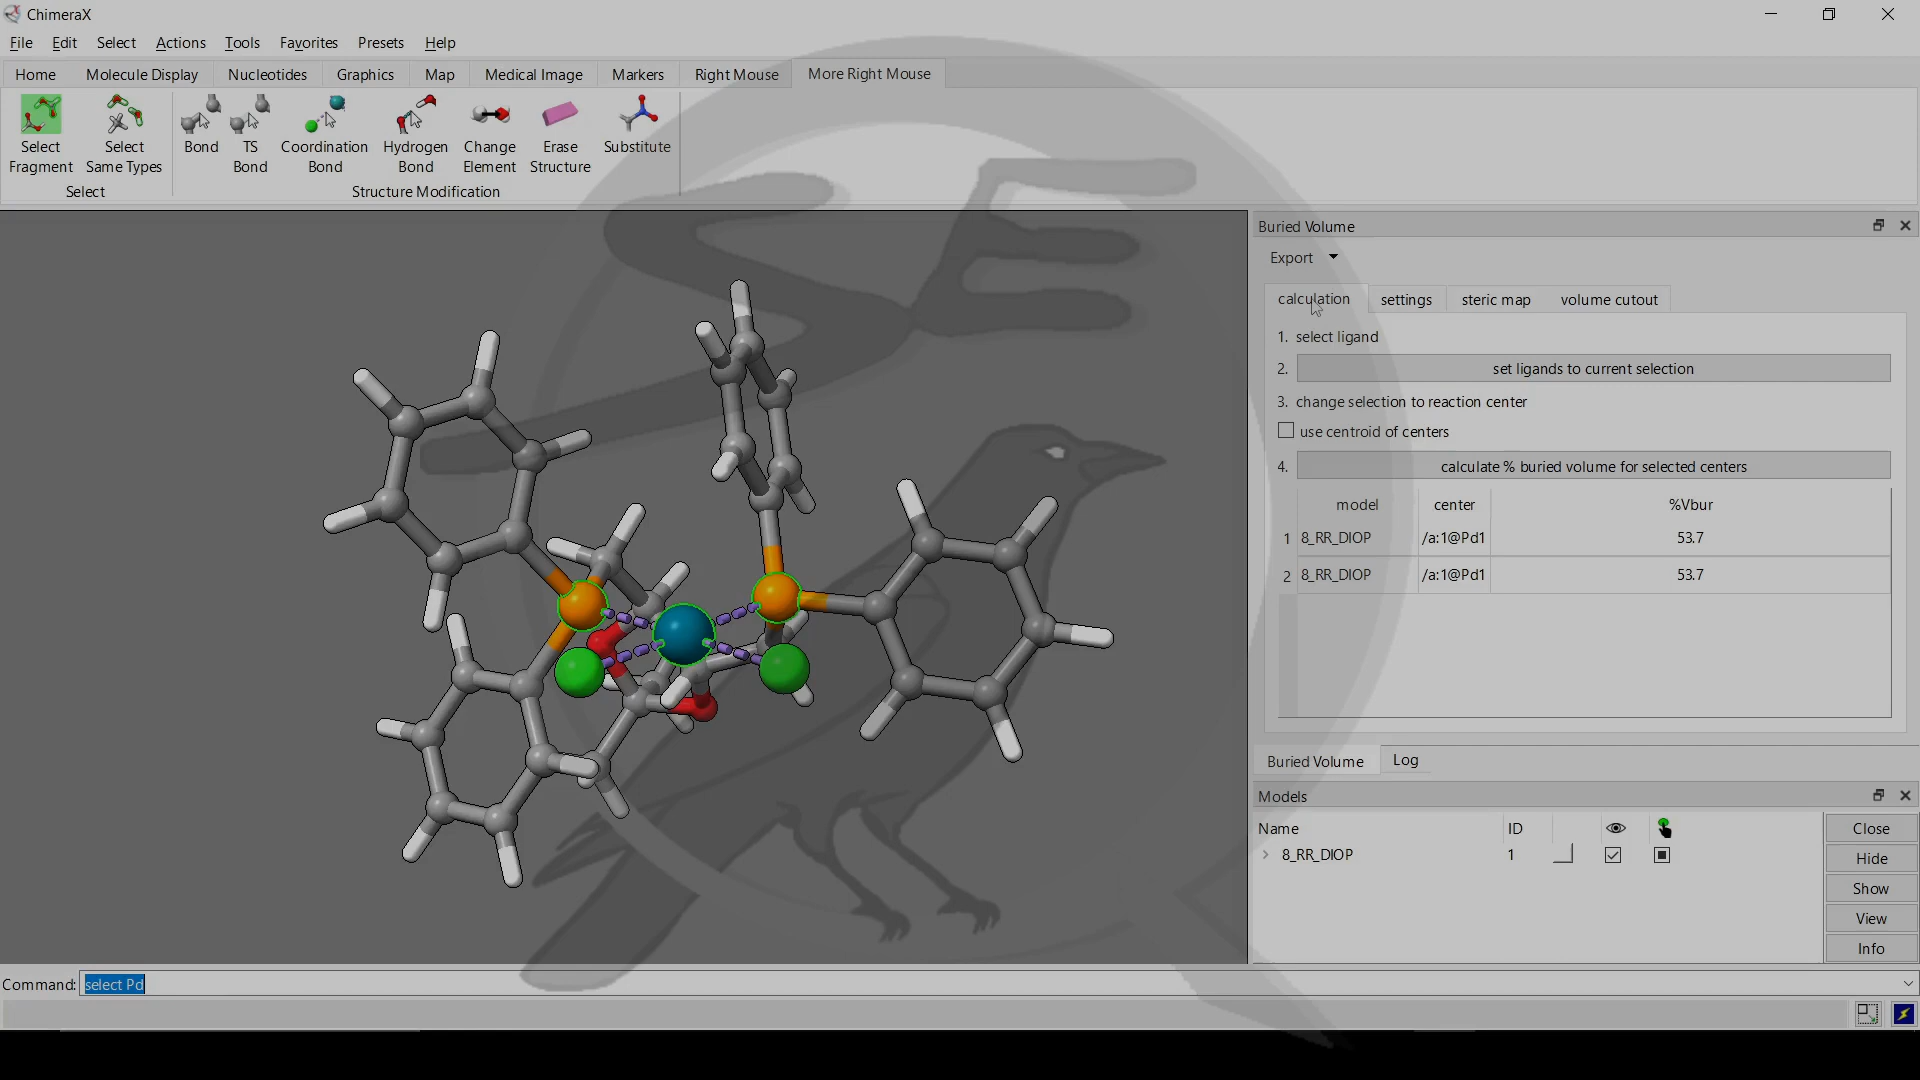 ChimeraX
File Edit Select Actions Tools Favorites Presets Help
Home Molecule Display Nucleotides Graphics Map Medical Image Markers Right Mouse More Right Mouse
Select Fragment
Select Same Types
Bond
TS Bond
Coordination Bond
Hydrogen Bond
Change Element
Erase Structure
Substitute
Select
Structure Modification
Buried Volume
Export
calculation settings steric map volume cutout
1. select ligand
2. set ligands to current selection
3. change selection to reaction center
use centroid of centers
4. calculate % buried volume for selected centers
model center %Vbur
1 8_RR_DIOP /a:1@Pd1 53.7
2 8_RR_DIOP /a:1@Pd1 53.7
Buried Volume Log
Models
Name ID
8_RR_DIOP 1
Close
Hide
Show
View
Info
Command: select Pd